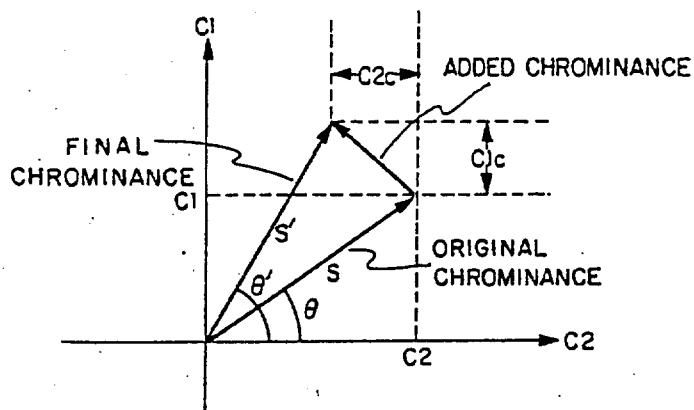 C1
C2c
ADDED CHROMINANCE
FINAL
CHROMINANCE
C1c
C1
S'
S
ORIGINAL
CHROMINANCE
θ'
θ
C2
C2